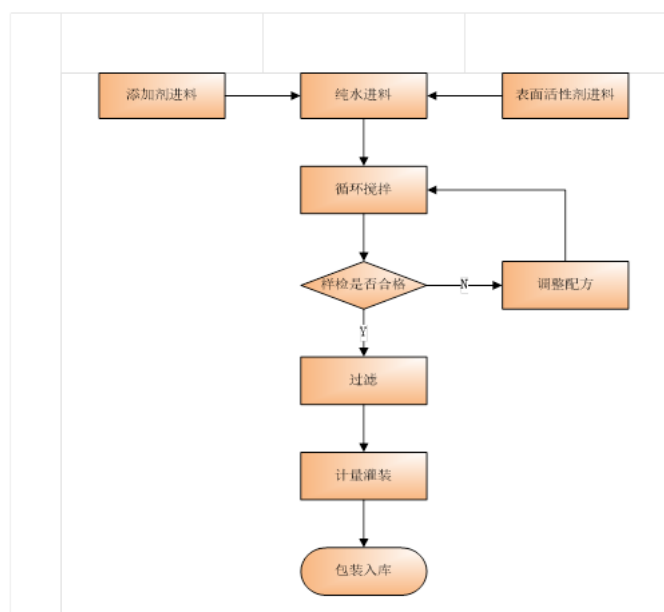 添加剂进料
纯水进料
表面活性剂进料
循环搅拌
样检是否合格
N
调整配方
Y
过滤
计量灌装
包装入库